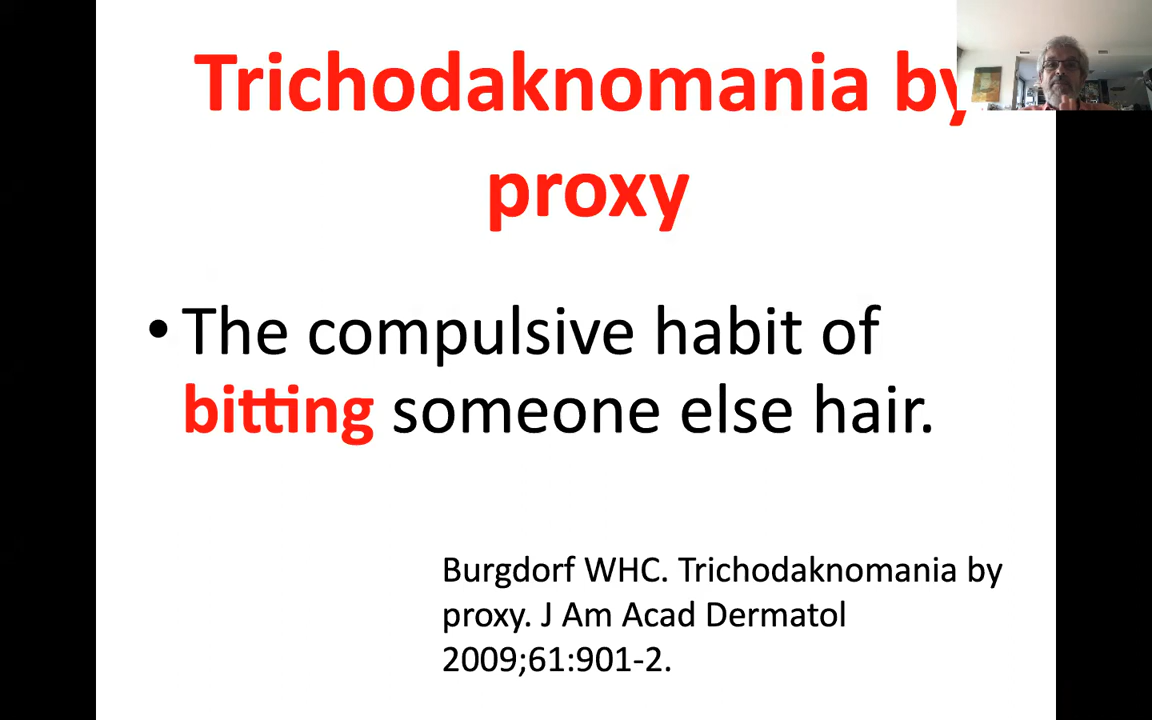 Trichodaknomania by
proxy
• The compulsive habit of
bitting someone else hair.
Burgdorf WHC. Trichodaknomania by
proxy. J Am Acad Dermatol
2009;61:901-2.